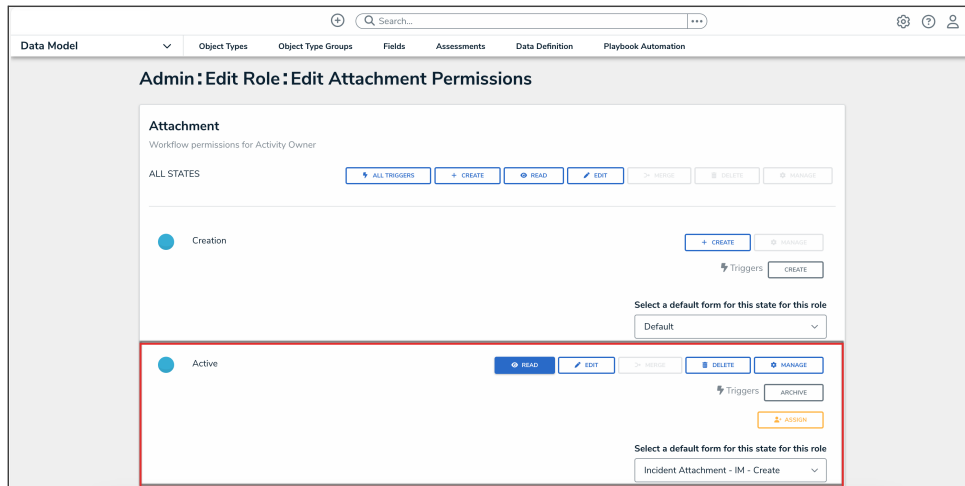 Search...
Data Model Object Types Object Type Groups Fields Assessments Data Definition Playbook Automation
Admin:Edit Role:Edit Attachment Permissions
Attachment
Workflow permissions for Activity Owner
ALL STATES ALL TRIGGERS + CREATE READ EDIT MERGE DELETE MANAGE
Creation + CREATE MANAGE
Triggers CREATE
Select a default form for this state for this role
Default
Active READ EDIT MERGE DELETE MANAGE
Triggers ARCHIVE
ASSIGN
Select a default form for this state for this role
Incident Attachment - IM - Create